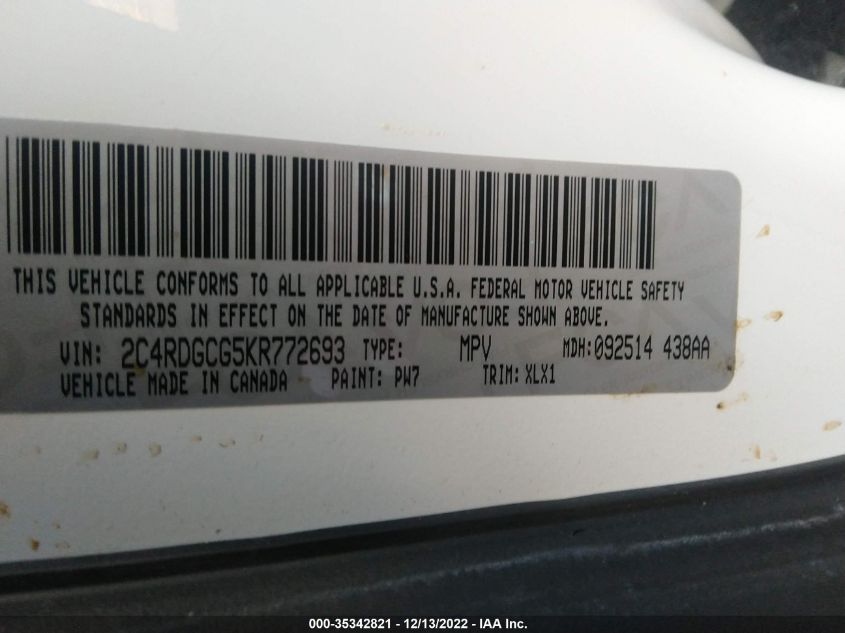 THIS VEHICLE CONFORMS TO ALL APPLICABLE U.S.A. FEDERAL MOTOR VEHICLE SAFETY
STANDARDS IN EFFECT ON THE DATE OF MANUFACTURE SHOWN ABOVE.
VIN: 2C4RDGCG5KR772693 TYPE: MPV MDH:092514 438AA
VEHICLE MADE IN CANADA PAINT: PW7 TRIM: XLX1
000-35342821 - 12/13/2022 - IAA Inc.